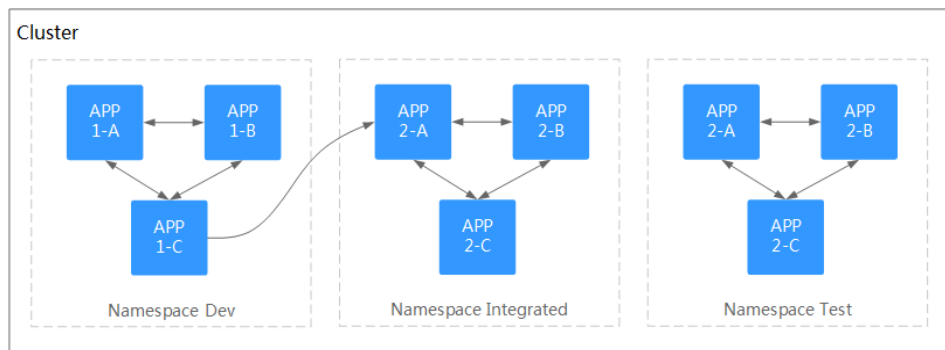 Cluster
APP
1-A
APP
1-B
APP
1-C
Namespace Dev
APP
2-A
APP
2-B
APP
2-C
Namespace Integrated
APP
2-A
APP
2-B
APP
2-C
Namespace Test